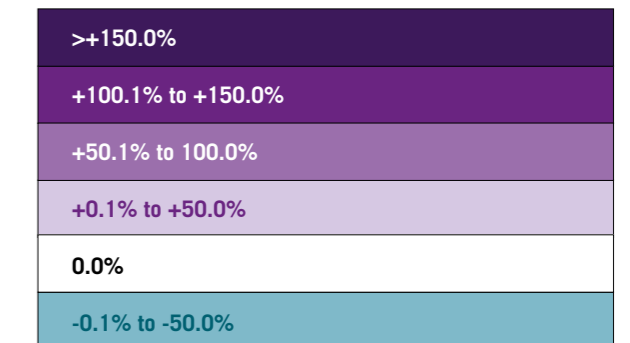 >+150.0%
+100.1% to +150.0%
+50.1% to 100.0%
+0.1% to +50.0%
0.0%
-0.1% to -50.0%